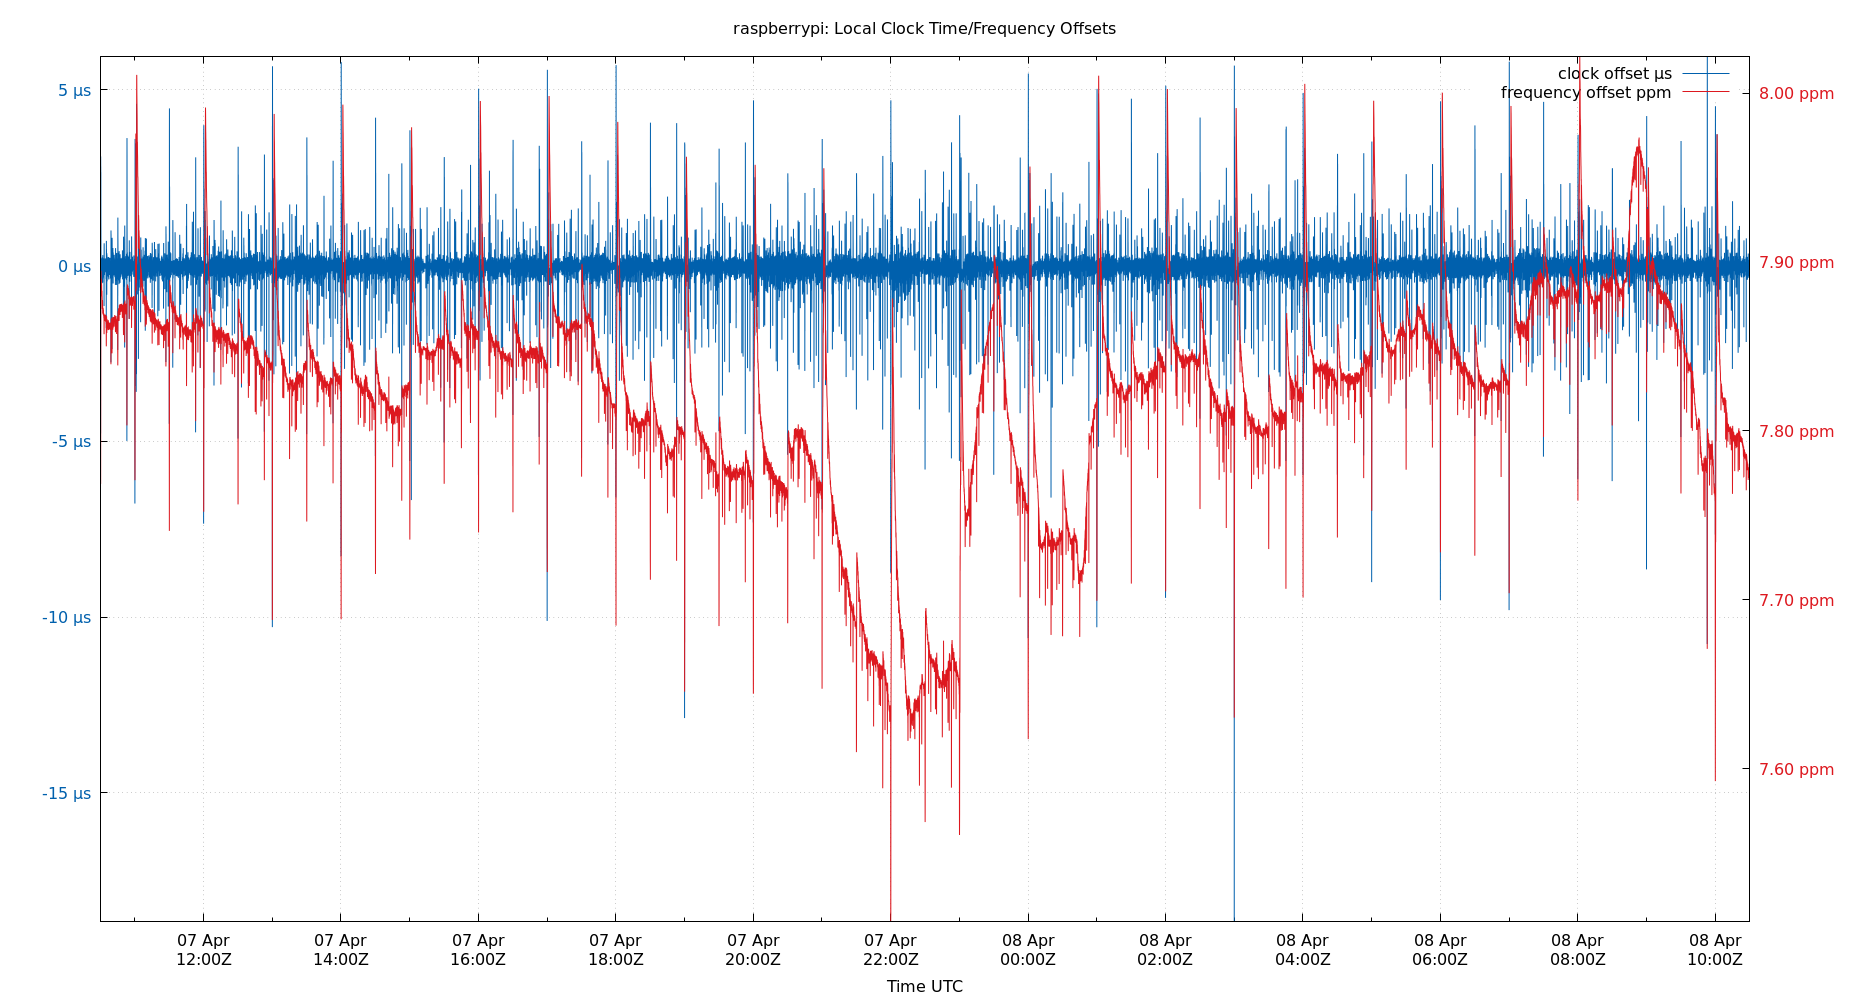 raspberrypi: Local Clock Time/Frequency Offsets
clock offset µs
frequency offset ppm
5 µs
0 µs
-5 µs
-10 µs
-15 µs
8.00 ppm
7.90 ppm
7.80 ppm
7.70 ppm
7.60 ppm
07 Apr 07 Apr 07 Apr 07 Apr 07 Apr 07 Apr 08 Apr 08 Apr 08 Apr 08 Apr 08 Apr 08 Apr
12:00Z 14:00Z 16:00Z 18:00Z 20:00Z 22:00Z 00:00Z 02:00Z 04:00Z 06:00Z 08:00Z 10:00Z
Time UTC